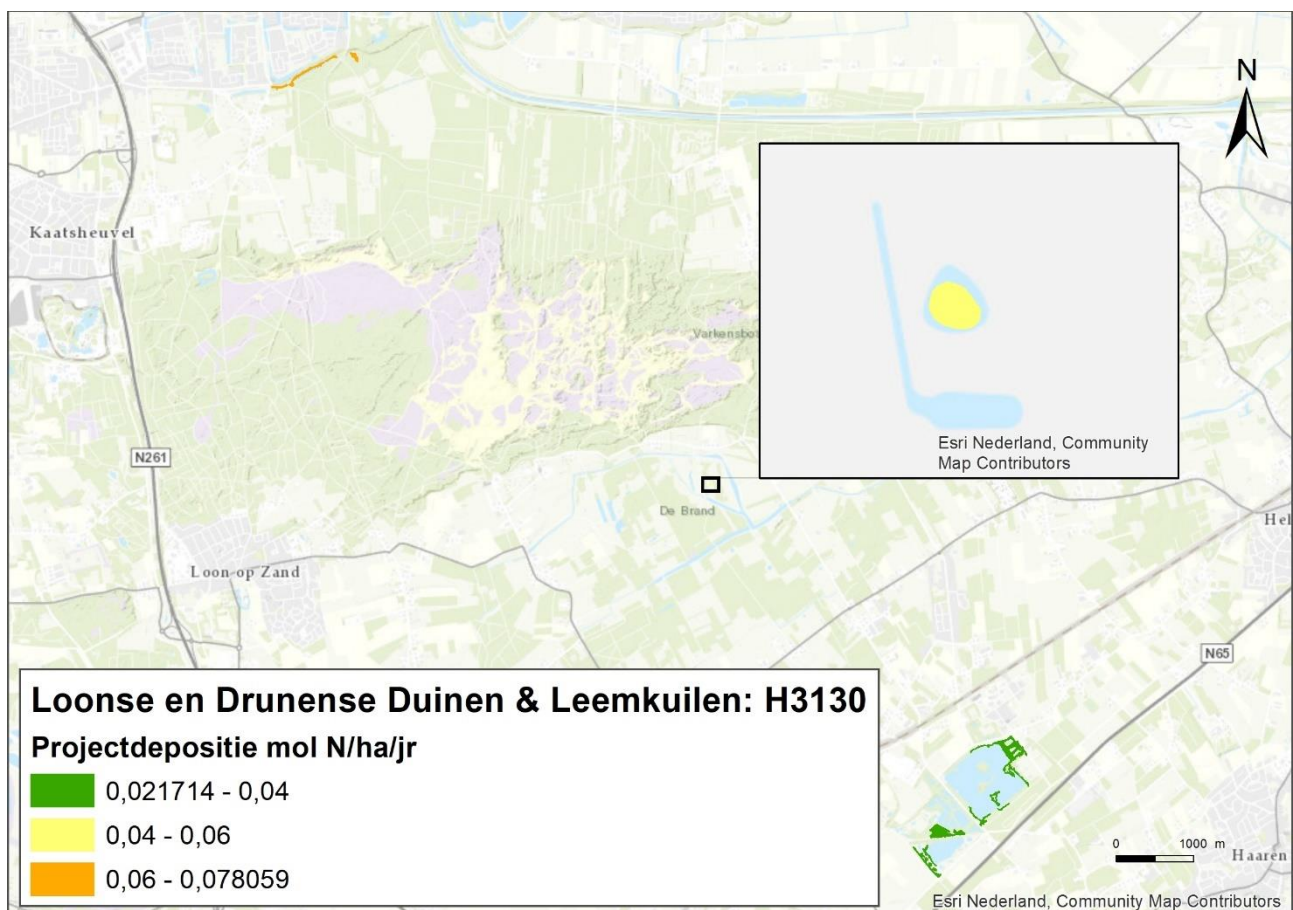 N
Kaatsheuvel
Varkensbot
Esri Nederland, Community
Map Contributors
N261
De Brand
Hel
Loon op Zand
N65
Loonse en Drunense Duinen & Leemkuilen: H3130
Projectdepositie mol N/ha/jr
0,021714 - 0,04
0,04 - 0,06
0,06 - 0,078059
0 1000 m
Haaren
Esri Nederland, Community Map Contributors